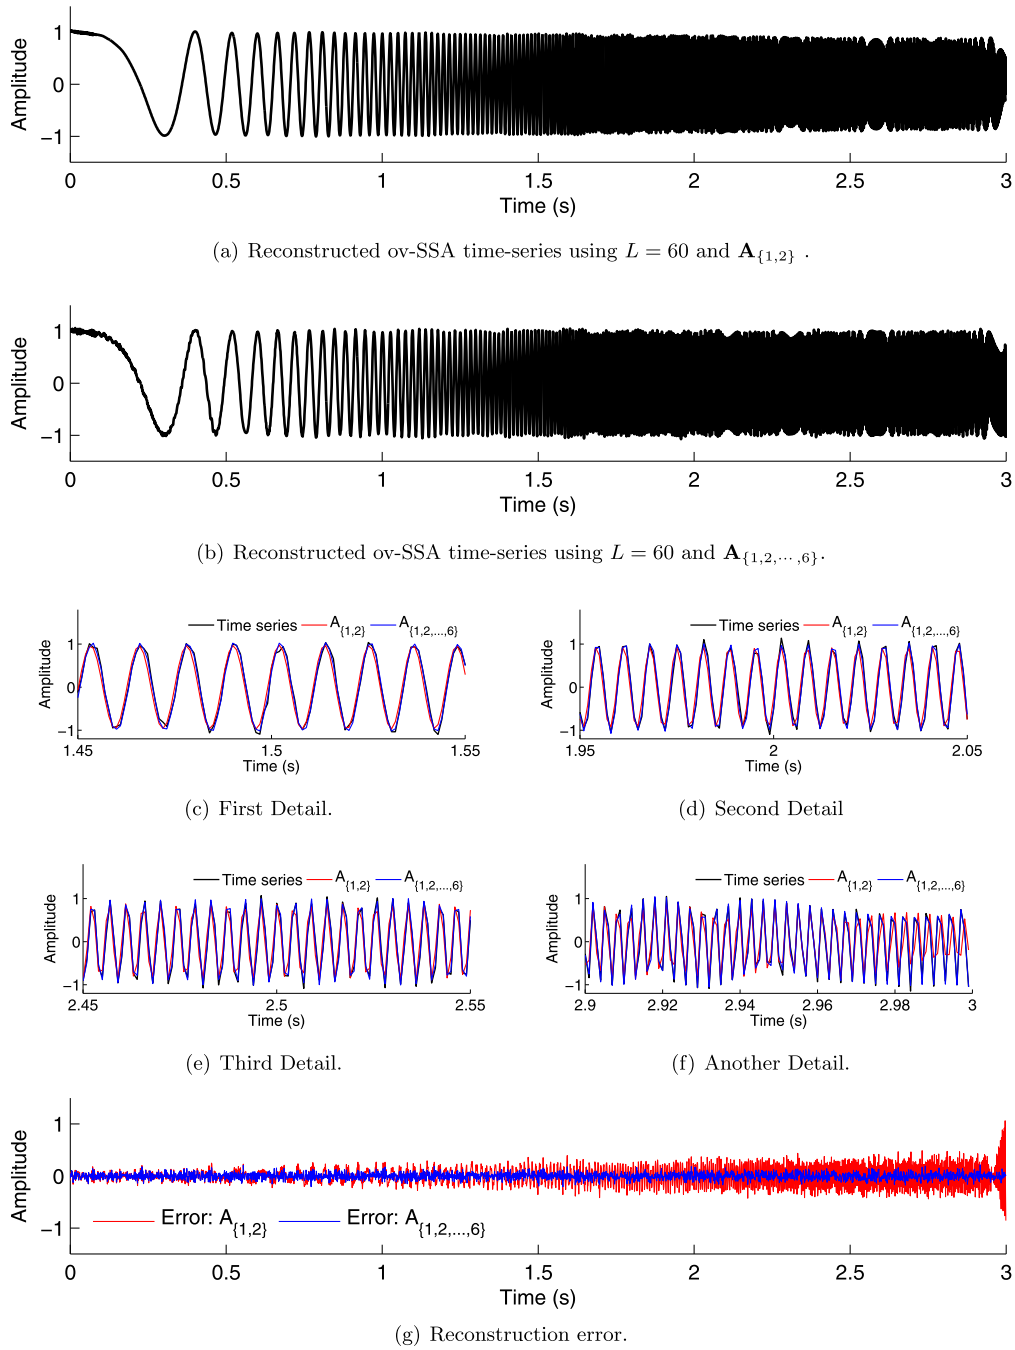 Amplitude
1
0
−1
0 0.5 1 1.5 2 2.5 3
Time (s)
(a) Reconstructed ov-SSA time-series using L = 60 and A{1,2} .
Amplitude
1
0
−1
0 0.5 1 1.5 2 2.5 3
Time (s)
(b) Reconstructed ov-SSA time-series using L = 60 and A{1,2,⋯,6}.
Time series A{1,2} A{1,2,...,6}
Amplitude
1
0
−1
1.45 1.5 1.55
Time (s)
(c) First Detail.
Time series A{1,2} A{1,2,...,6}
Amplitude
1
0
−1
1.95 2 2.05
Time (s)
(d) Second Detail
Time series A{1,2} A{1,2,...,6}
Amplitude
1
0
−1
2.45 2.5 2.55
Time (s)
(e) Third Detail.
Time series A{1,2} A{1,2,...,6}
Amplitude
1
0
−1
2.9 2.92 2.94 2.96 2.98 3
Time (s)
(f) Another Detail.
Amplitude
1
0
−1
Error: A{1,2} Error: A{1,2,...,6}
0 0.5 1 1.5 2 2.5 3
Time (s)
(g) Reconstruction error.